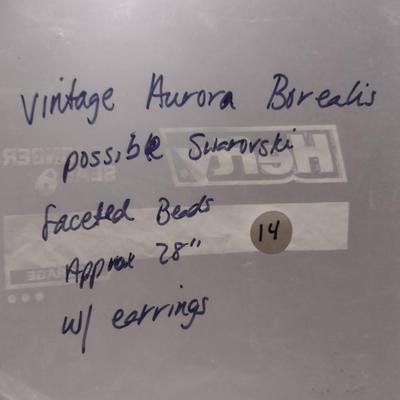 Vintage Aurora Borealis
possible Swarovski
faceted Beads
Approx 28"
14
w/ earrings